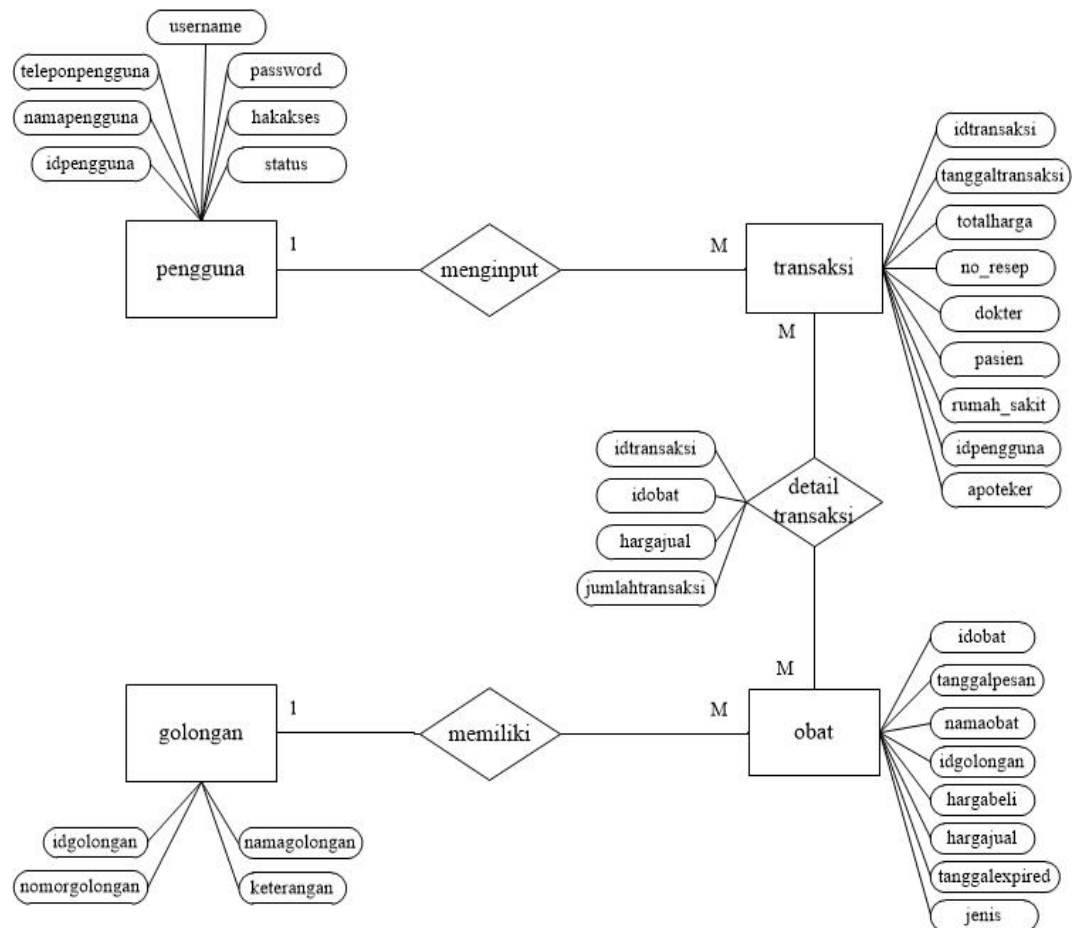 username
teleponpengguna
password
namapengguna
hakakses
idpengguna
status
pengguna
1
menginput
M
transaksi
idtransaksi
tanggaltransaksi
totalharga
no_resep
dokter
pasien
rumah_sakit
idpengguna
apoteker
M
detail
transaksi
idtransaksi
idobat
hargajual
jumlahtransaksi
M
golongan
1
memiliki
M
obat
idgolongan
namagolongan
nomorgolongan
keterangan
idobat
tanggalpesan
namaobat
idgolongan
hargabeli
hargajual
tanggalexpired
jenis